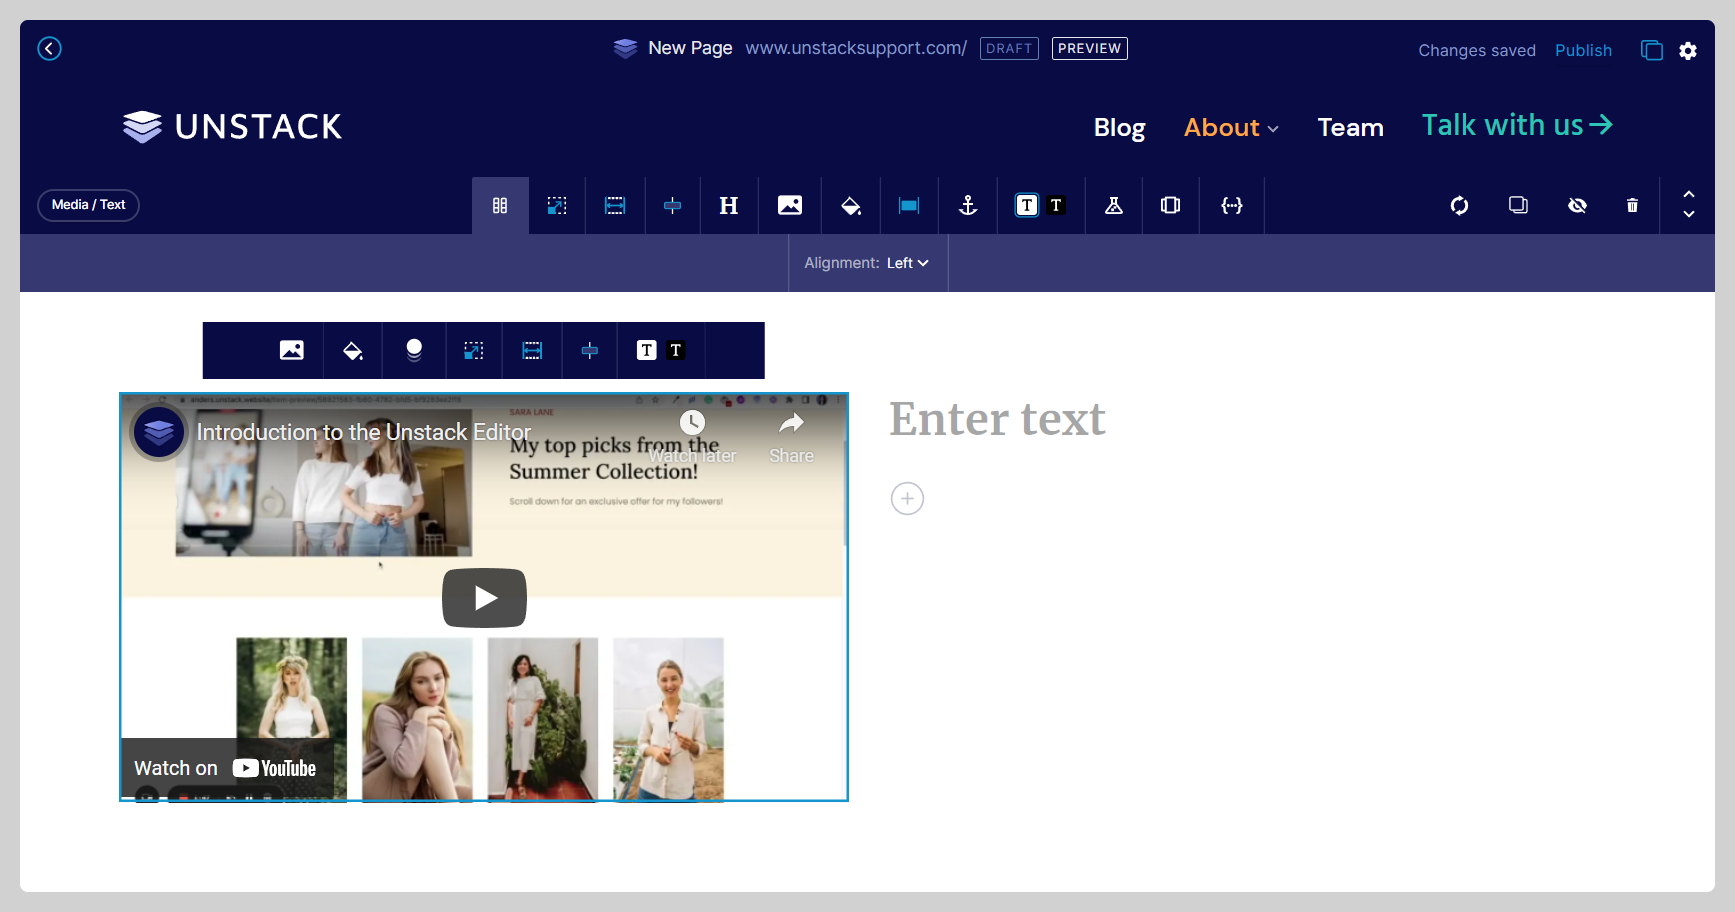 New Page www.unstacksupport.com/ DRAFT PREVIEW
Changes saved Publish
UNSTACK
Blog About Team Talk with us
Media / Text
H T T
Alignment: Left
T T
Introduction to the Unstack Editor
SARA LANE
My top picks from the
Summer Collection!
Scroll down for an exclusive offer for my followers!
Watch later
Share
Watch on YouTube
Enter text